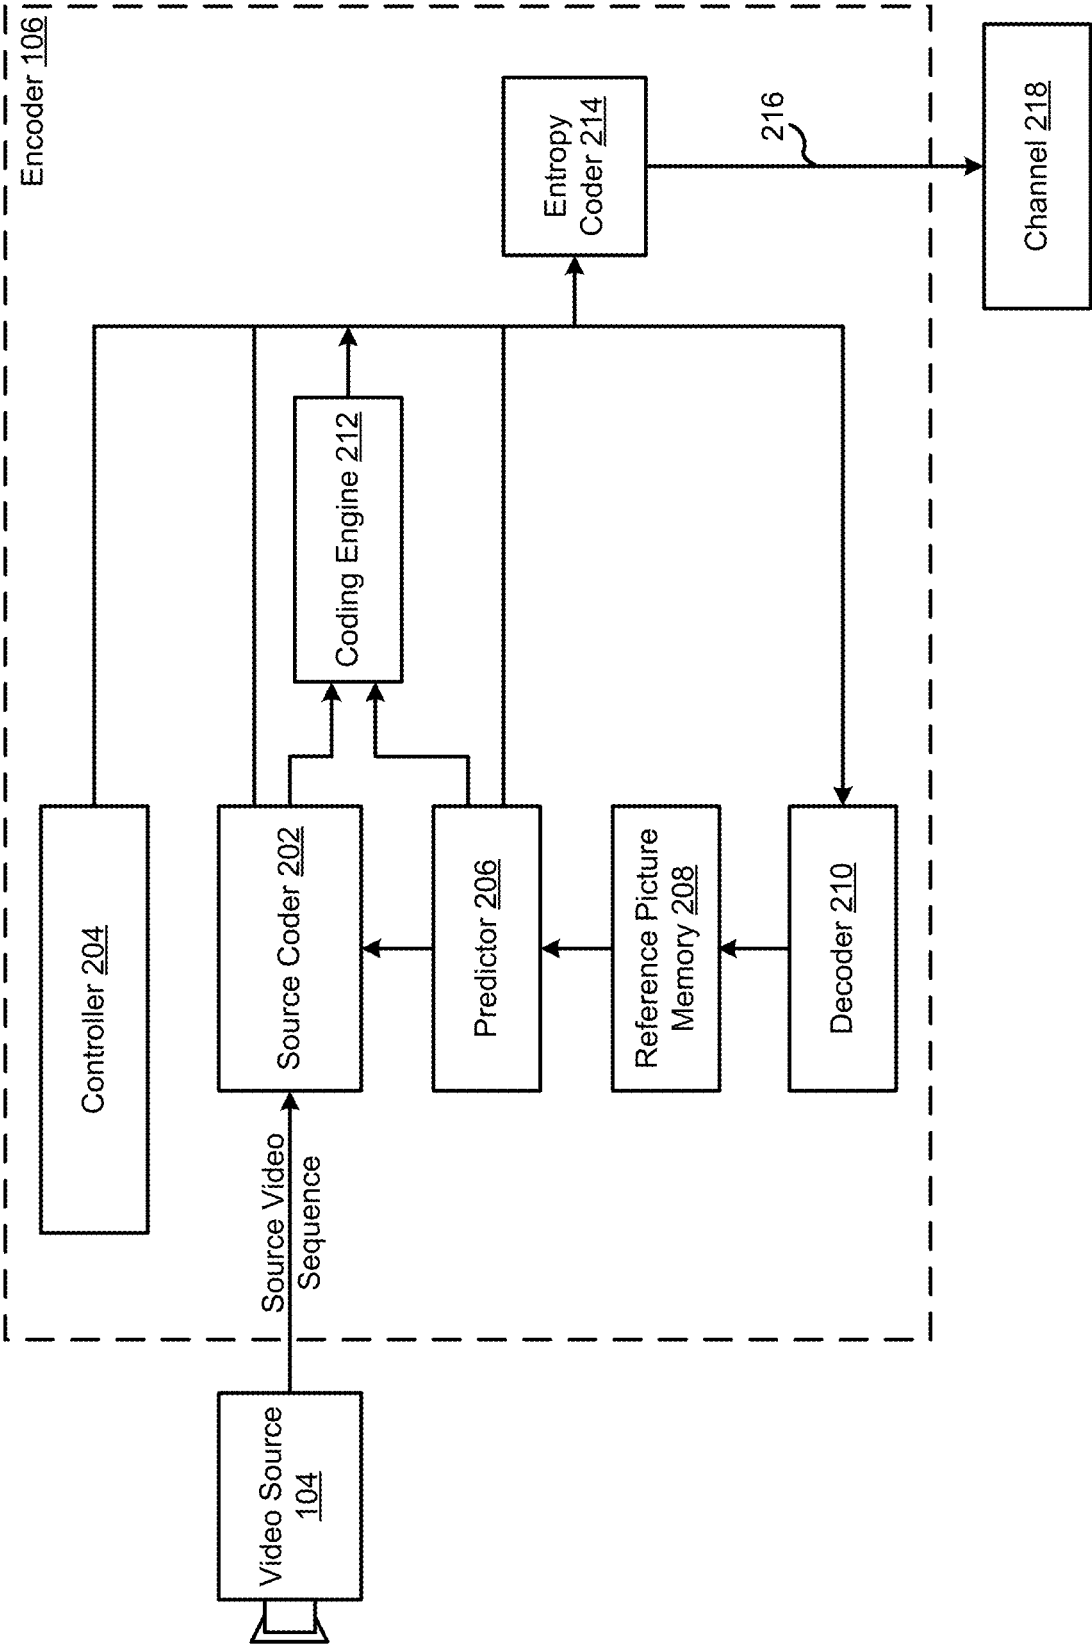 Encoder 106
Controller 204
Video Source
104
Source Video
Sequence
Source Coder 202
Coding Engine 212
Predictor 206
Entropy
Coder 214
Reference Picture
Memory 208
216
Decoder 210
Channel 218